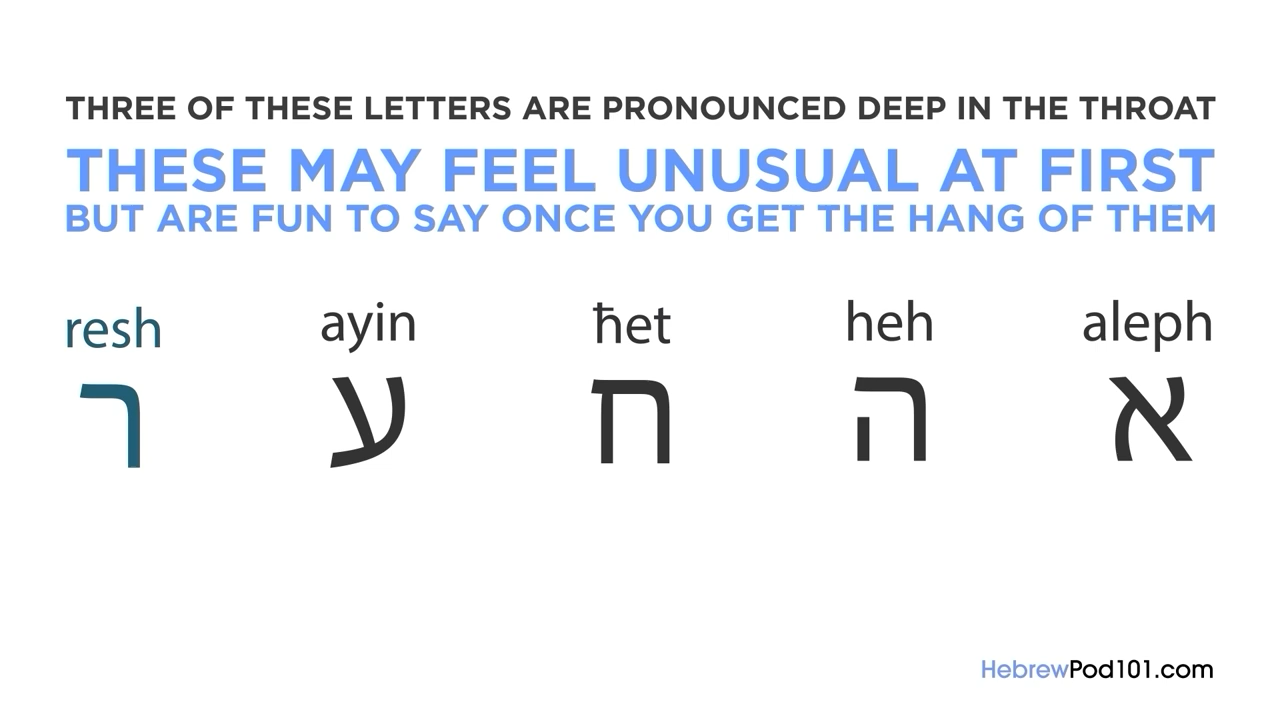 THREE OF THESE LETTERS ARE PRONOUNCED DEEP IN THE THROAT
THESE MAY FEEL UNUSUAL AT FIRST
BUT ARE FUN TO SAY ONCE YOU GET THE HANG OF THEM
resh ayin ħet heh aleph
ר ע ח ה א
HebrewPod101.com